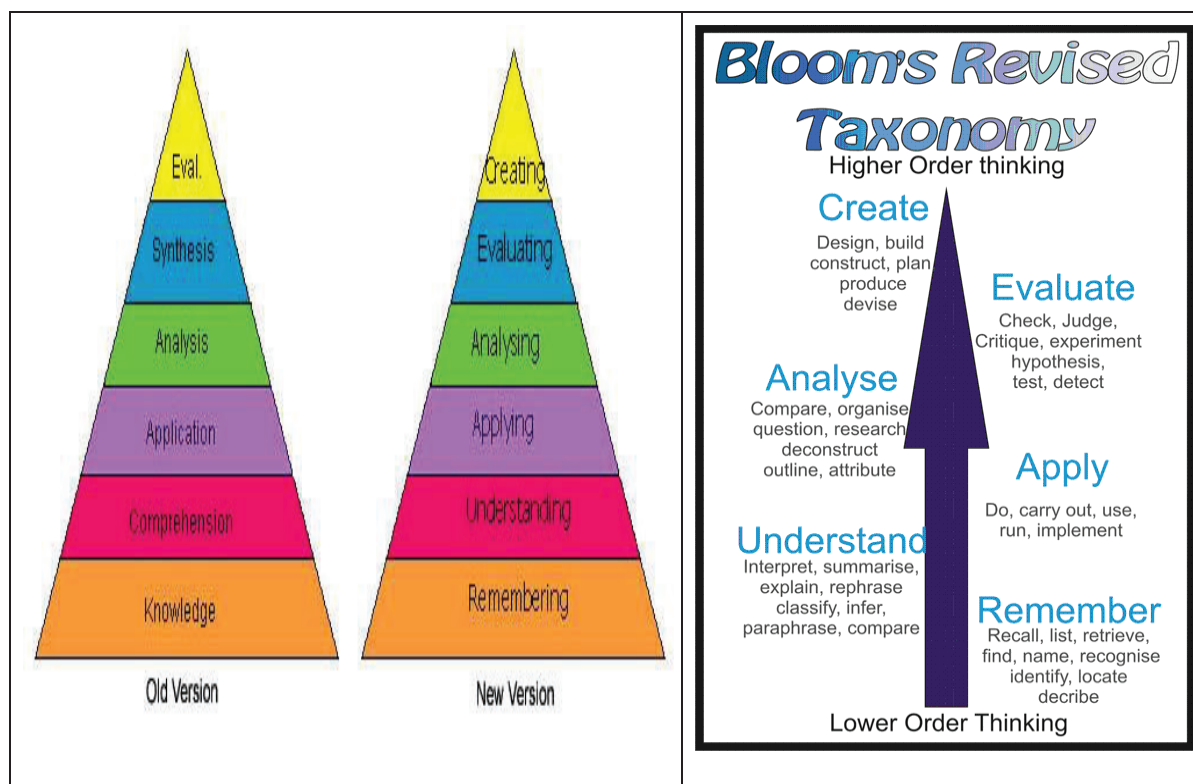 Eval.
Synthesis
Analysis
Application
Comprehension
Knowledge
Old Version
Creating
Evaluating
Analysing
Applying
Understanding
Remembering
New Version
Bloom's Revised
Taxonomy
Higher Order thinking
Create
Design, build
construct, plan
produce
devise
Evaluate
Check, Judge,
Critique, experiment
hypothesis,
test, detect
Analyse
Compare, organise
question, research
deconstruct
outline, attribute
Apply
Do, carry out, use,
run, implement
Understand
Interpret, summarise,
explain, rephrase
classify, infer,
paraphrase, compare
Remember
Recall, list, retrieve,
find, name, recognise
identify, locate
decribe
Lower Order Thinking